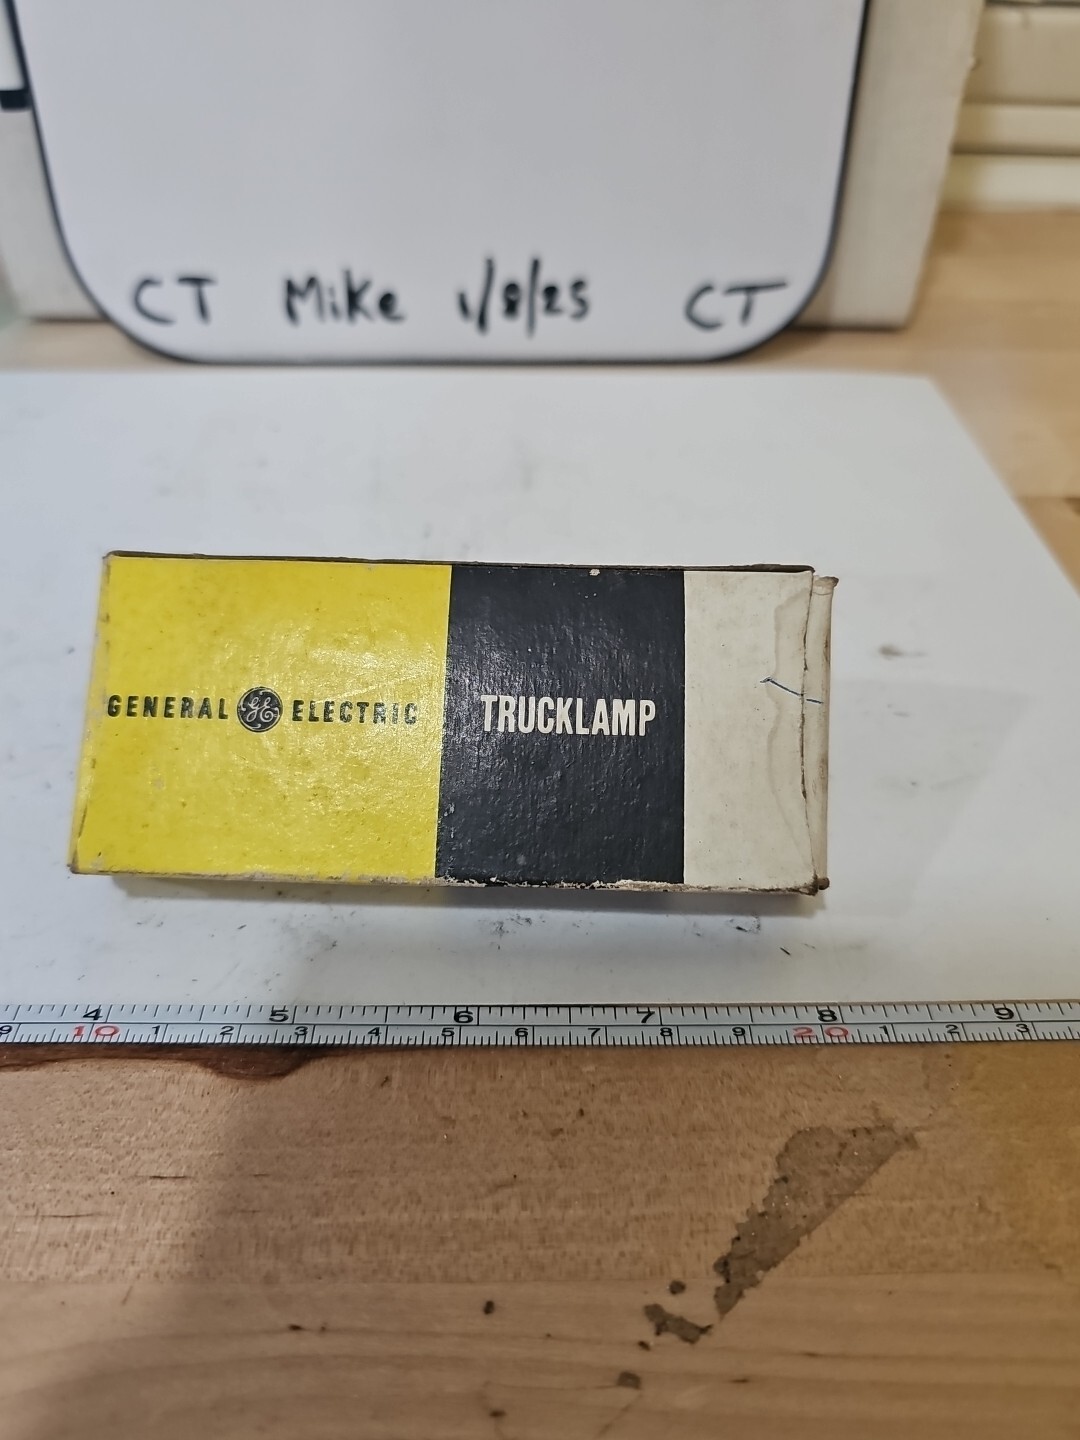 CT Mike 1/8/25 CT
GENERAL GE ELECTRIC
TRUCKLAMP
4 5 6 7 8 9
9 10 1 2 3 4 5 6 7 8 9 20 1 2 3